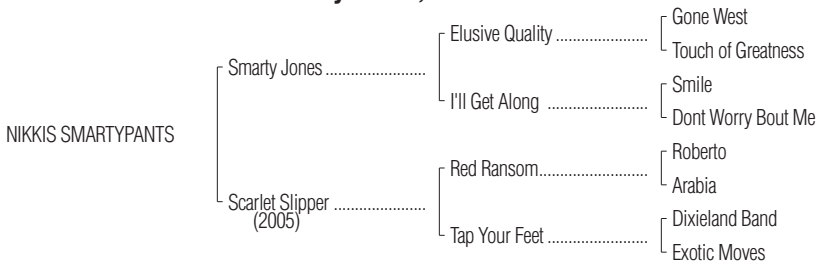 Gone West
Elusive Quality ......................
Touch of Greatness
Smarty Jones ........................
Smile
I'll Get Along ........................
Dont Worry Bout Me
NIKKIS SMARTYPANTS
Roberto
Red Ransom..........................
Arabia
Scarlet Slipper ......................
(2005)
Dixieland Band
Tap Your Feet ........................
Exotic Moves